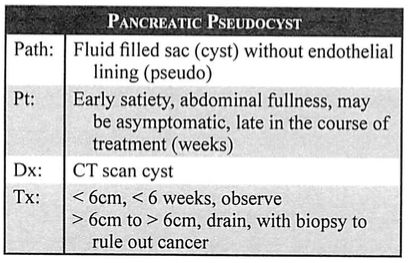 PANCREATIC PSEUDOCYST
Path: Fluid filled sac (cyst) without endothelial
lining (pseudo)
Pt: Early satiety, abdominal fullness, may
be asymptomatic, late in the course of
treatment (weeks)
Dx: CT scan cyst
Tx: < 6cm, < 6 weeks, observe
> 6cm to > 6cm, drain, with biopsy to
rule out cancer